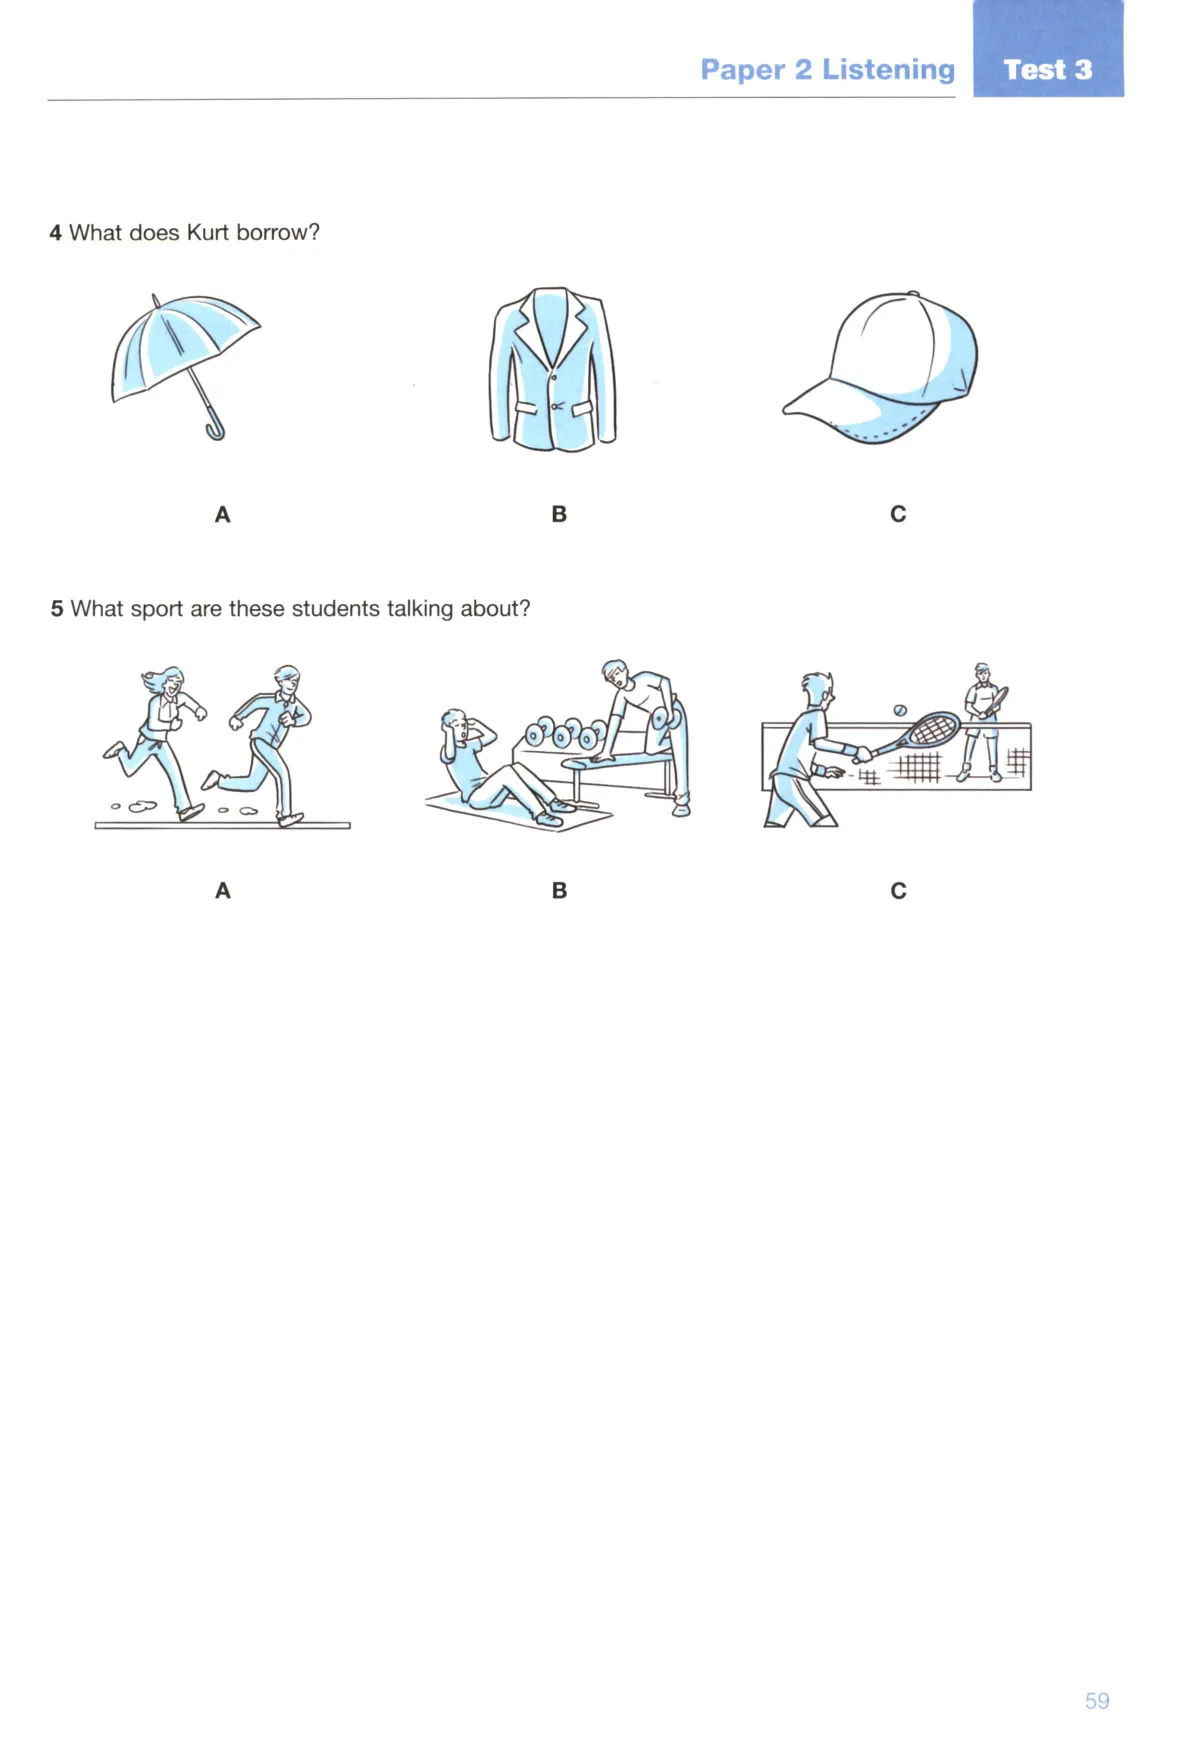 Paper 2 Listening Test 3
4 What does Kurt borrow?
A B C
5 What sport are these students talking about?
A B C
59